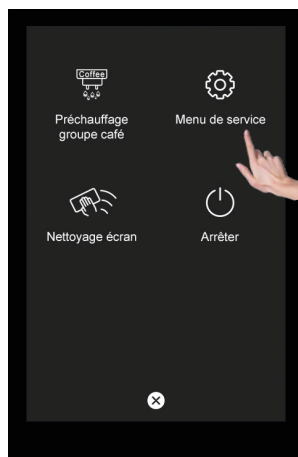 Coffee
Préchauffage
groupe café
Menu de service
Nettoyage écran
Arrêter